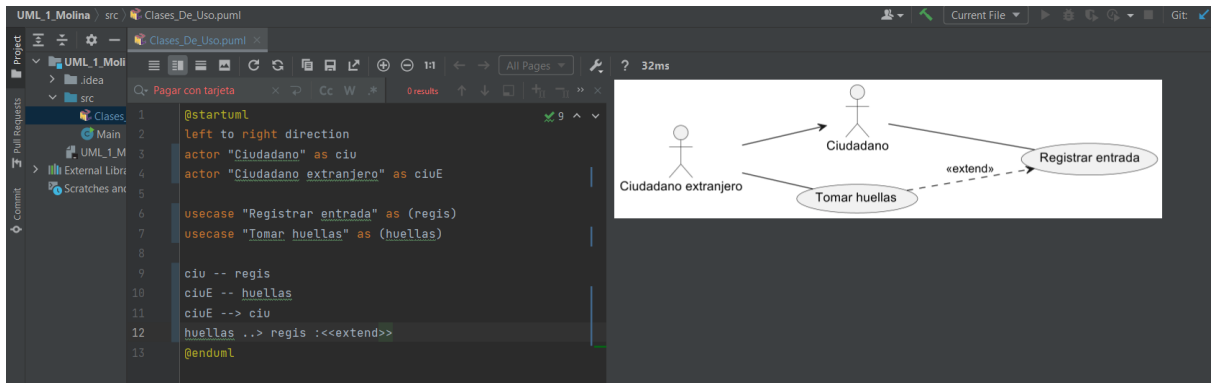 UML_1_Molina 〉 src 〉 Clases_De_Uso.puml
Current File
Git:
Project
Clases_De_Uso.puml ×
UML_1_Moli
1:1
All Pages
? 32ms
.idea
src
Pagar con tarjeta
Cc W .*
0 results
Clases_
Main
UML_1_M
External Libra
Scratches and
Pull Requests
Commit
9
1 @startuml
2 left to right direction
3 actor "Ciudadano" as ciu
4 actor "Ciudadano extranjero" as ciuE
5
6 usecase "Registrar entrada" as (regis)
7 usecase "Tomar huellas" as (huellas)
8
9 ciu -- regis
10 ciuE -- huellas
11 ciuE --> ciu
12 huellas ..> regis :<<extend>>
13 @enduml
Ciudadano
Registrar entrada
«extend»
Ciudadano extranjero
Tomar huellas